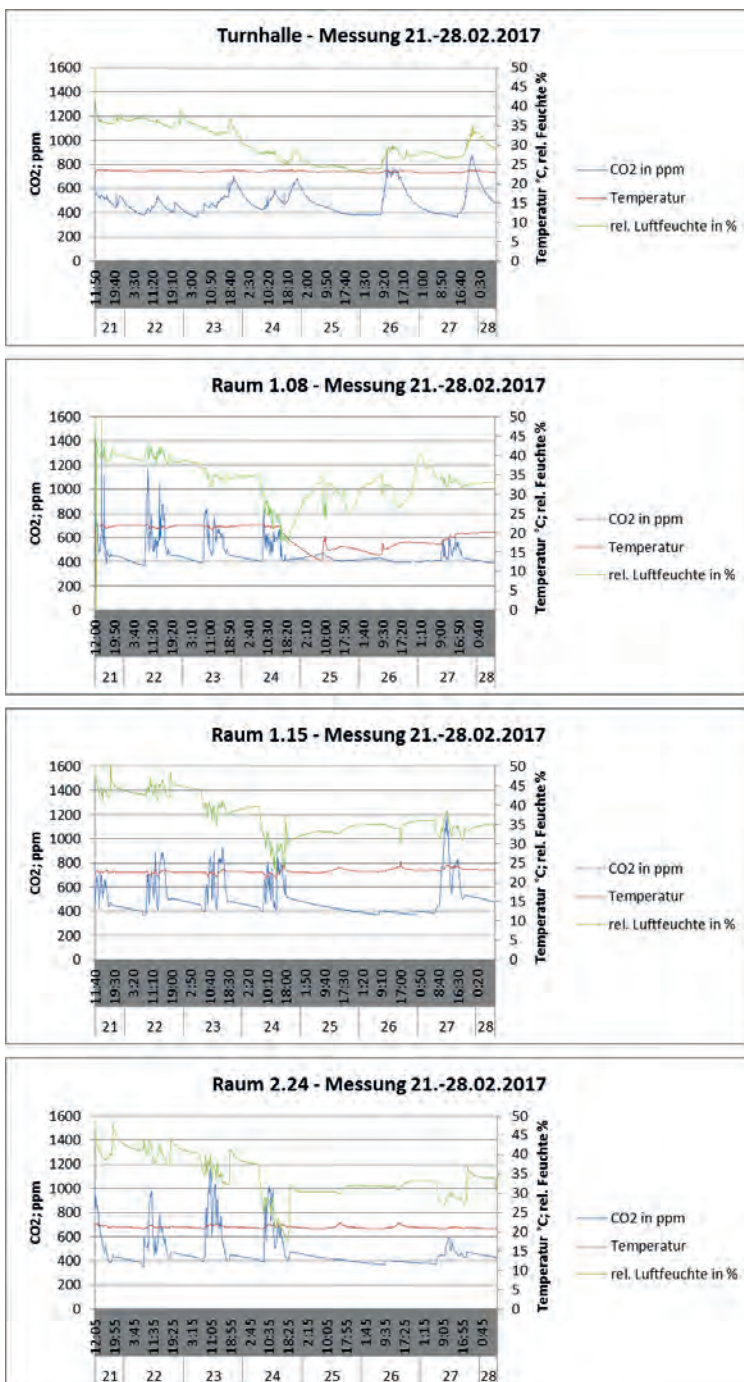 Turnhalle - Messung 21.-28.02.2017
CO2; ppm
1600
1400
1200
1000
800
600
400
200
0
50
45
40
35
30
25
20
15
10
5
0
Temperatur °C; rel. Feuchte %
CO2 in ppm
Temperatur
rel. Luftfeuchte in %
11:50 19:40 3:30 11:20 19:10 3:00 10:50 18:40 2:30 10:20 18:10 2:00 9:50 17:40 1:30 9:20 17:10 1:00 8:50 16:40 0:30
21 22 23 24 25 26 27 28
Raum 1.08 - Messung 21.-28.02.2017
CO2; ppm
1600
1400
1200
1000
800
600
400
200
0
50
45
40
35
30
25
20
15
10
5
0
Temperatur °C; rel. Feuchte %
CO2 in ppm
Temperatur
rel. Luftfeuchte in %
12:00 19:50 3:40 11:30 19:20 3:10 11:00 18:50 2:40 10:30 18:20 2:10 10:00 17:50 1:40 9:30 17:20 1:10 9:00 16:50 0:40
21 22 23 24 25 26 27 28
Raum 1.15 - Messung 21.-28.02.2017
CO2; ppm
1600
1400
1200
1000
800
600
400
200
0
50
45
40
35
30
25
20
15
10
5
0
Temperatur °C; rel. Feuchte %
CO2 in ppm
Temperatur
rel. Luftfeuchte in %
11:40 19:30 3:20 11:10 19:00 2:50 10:40 18:30 2:20 10:10 18:00 1:50 9:40 17:30 1:20 9:10 17:00 0:50 8:40 16:30 0:20
21 22 23 24 25 26 27 28
Raum 2.24 - Messung 21.-28.02.2017
CO2; ppm
1600
1400
1200
1000
800
600
400
200
0
50
45
40
35
30
25
20
15
10
5
0
Temperatur °C; rel. Feuchte %
CO2 in ppm
Temperatur
rel. Luftfeuchte in %
12:05 19:55 3:45 11:35 19:25 3:15 11:05 18:55 2:45 10:35 18:25 2:15 10:05 17:55 1:45 9:35 17:25 1:15 9:05 16:55 0:45
21 22 23 24 25 26 27 28